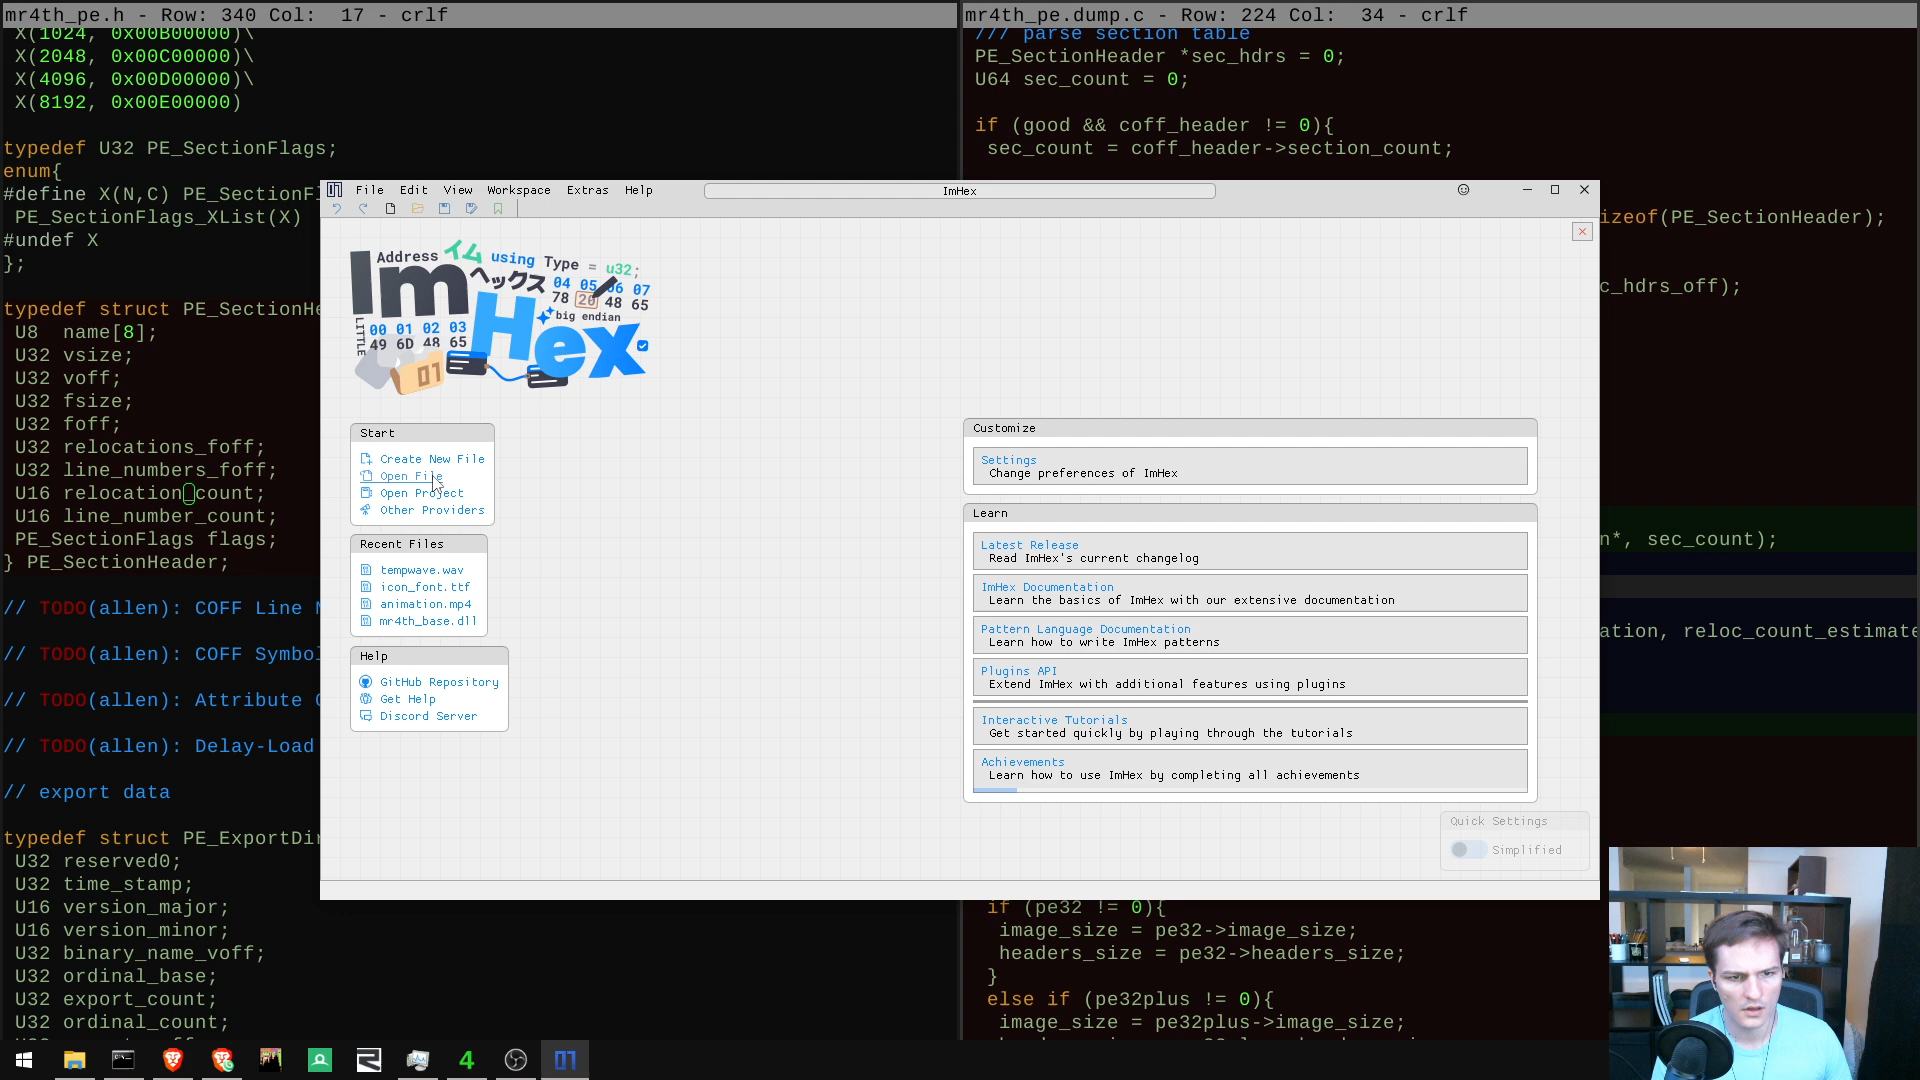 mr4th_pe.h - Row: 340 Col:  17 - crlf
X(1024, 0x00B00000)\
X(2048, 0x00C00000)\
X(4096, 0x00D00000)\
X(8192, 0x00E00000)
typedef U32 PE_SectionFlags;
enum{
#define X(N,C) PE_SectionFl
PE_SectionFlags_XList(X)
#undef X
};
typedef struct PE_SectionHe
U8  name[8];
U32 vsize;
U32 voff;
U32 fsize;
U32 foff;
U32 relocations_foff;
U32 line_numbers_foff;
U16 relocation_count;
U16 line_number_count;
PE_SectionFlags flags;
} PE_SectionHeader;
// TODO(allen): COFF Line
// TODO(allen): COFF Symbol
// TODO(allen): Attribute
// TODO(allen): Delay-Load
// export data
typedef struct PE_ExportDir
U32 reserved0;
U32 time_stamp;
U16 version_major;
U16 version_minor;
U32 binary_name_voff;
U32 ordinal_base;
U32 export_count;
U32 ordinal_count;
mr4th_pe.dump.c - Row: 224 Col:  34 - crlf
/// parse section table
PE_SectionHeader *sec_hdrs = 0;
U64 sec_count = 0;
if (good && coff_header != 0){
sec_count = coff_header->section_count;
izeof(PE_SectionHeader);
c_hdrs_off);
n*, sec_count);
ation, reloc_count_estimate
if (pe32 != 0){
image_size = pe32->image_size;
headers_size = pe32->headers_size;
}
else if (pe32plus != 0){
image_size = pe32plus->image_size;
File Edit View Workspace Extras Help
ImHex
Address イム using Type = u32;
Im ヘックス 04 05 06 07
78 20 48 65
big endian
LITTLE
00 01 02 03
49 6D 48 65
Hex
01
Start
Create New File
Open File
Open Project
Other Providers
Recent Files
tempwave.wav
icon_font.ttf
animation.mp4
mr4th_base.dll
Help
GitHub Repository
Get Help
Discord Server
Customize
Settings
Change preferences of ImHex
Learn
Latest Release
Read ImHex's current changelog
ImHex Documentation
Learn the basics of ImHex with our extensive documentation
Pattern Language Documentation
Learn how to write ImHex patterns
Plugins API
Extend ImHex with additional features using plugins
Interactive Tutorials
Get started quickly by playing through the tutorials
Achievements
Learn how to use ImHex by completing all achievements
Quick Settings
Simplified
4